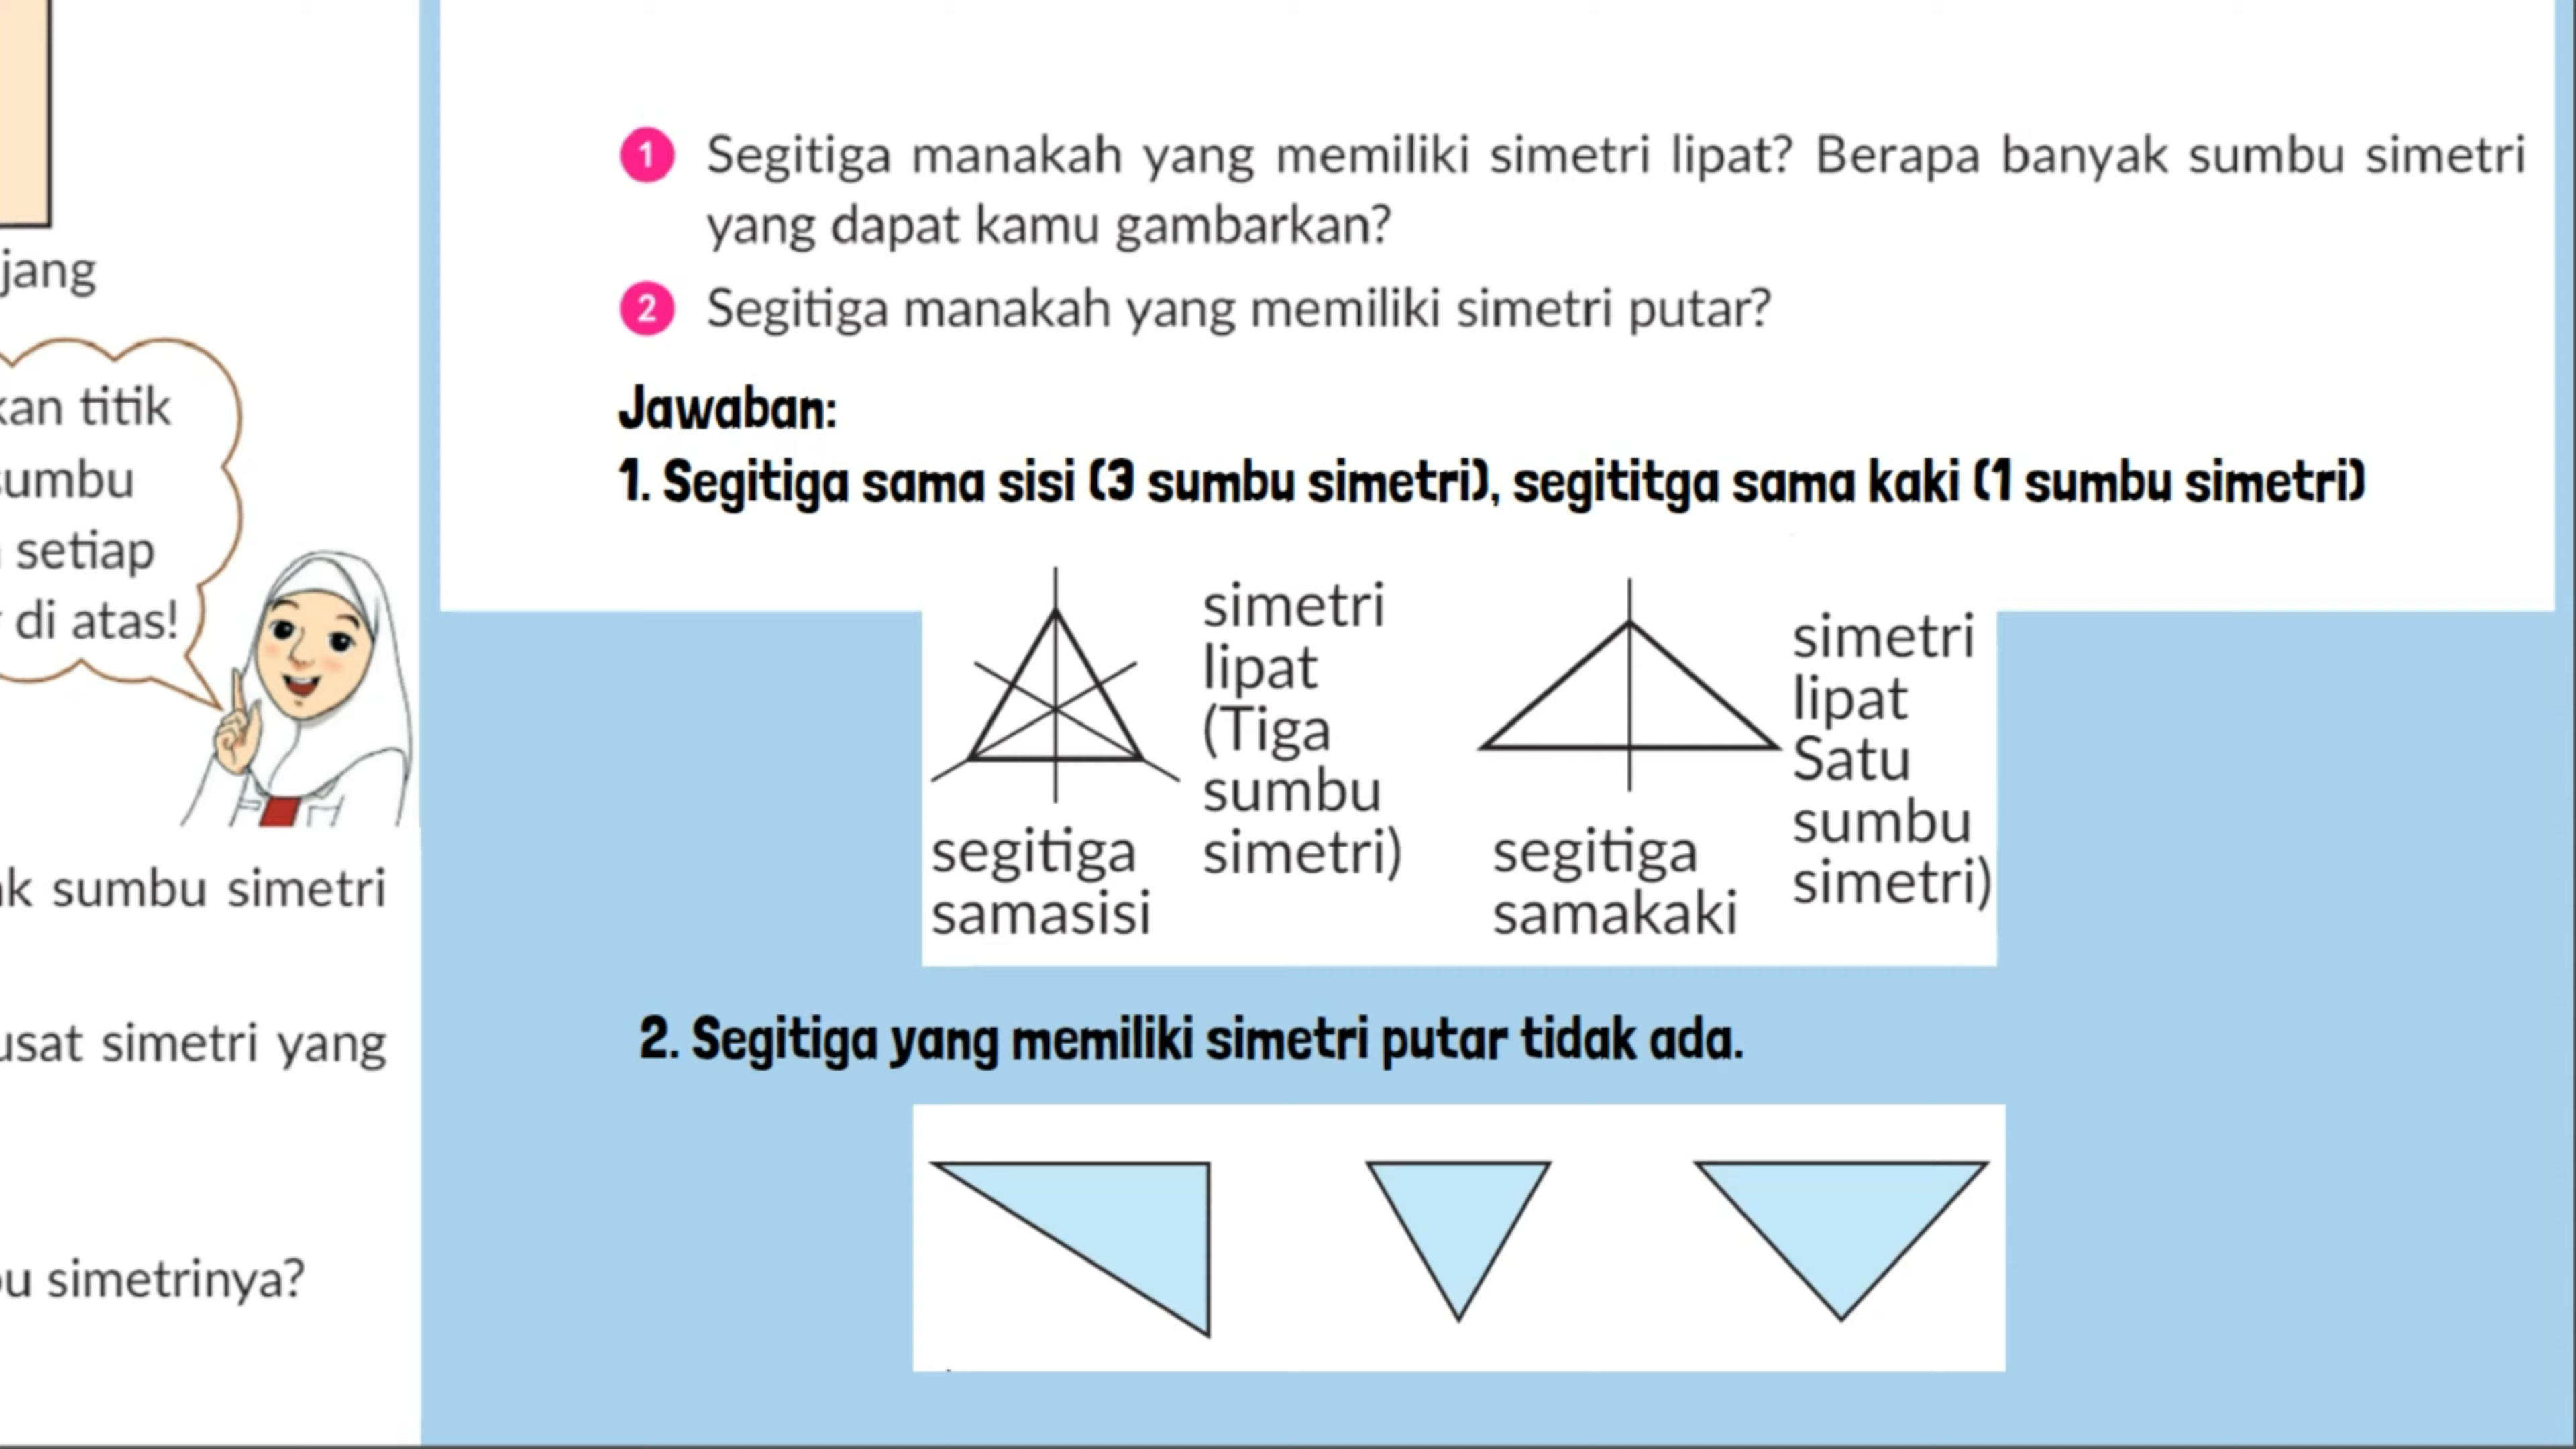 jang
kan titik
sumbu
setiap
di atas!
sumbu simetri
simetri yang
simetrinya?
1 Segitiga manakah yang memiliki simetri lipat? Berapa banyak sumbu simetri
yang dapat kamu gambarkan?
2 Segitiga manakah yang memiliki simetri putar?
Jawaban:
1. Segitiga sama sisi (3 sumbu simetri), segititga sama kaki (1 sumbu simetri)
simetri
lipat
(Tiga
sumbu
simetri)
segitiga
samasisi
simetri
lipat
Satu
sumbu
simetri)
segitiga
samakaki
2. Segitiga yang memiliki simetri putar tidak ada.